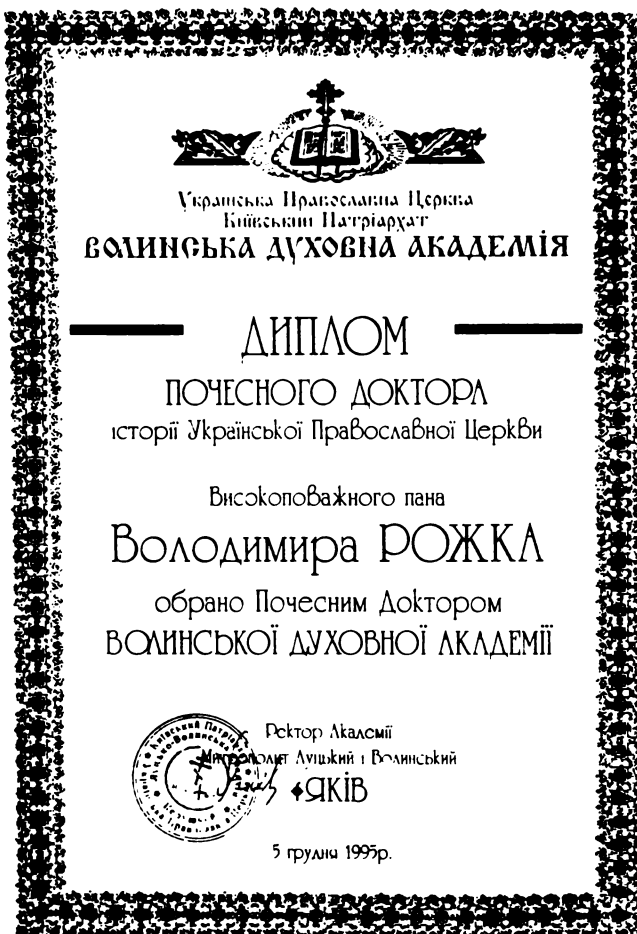 Українська Православна Церква
Київський Патріархат
ВОЛИНСЬКА ДУХОВНА АКАДЕМІЯ
ДИПЛОМ
ПОЧЕСНОГО ДОКТОРА
історії Української Православної Церкви
Високоповажного пана
Володимира РОЖКА
обрано Почесним Доктором
ВОЛИНСЬКОЇ ДУХОВНОЇ АКАДЕМІЇ
Ректор Академії
Митрополит Луцький і Волинський
ЯКІВ
5 грудня 1995р.